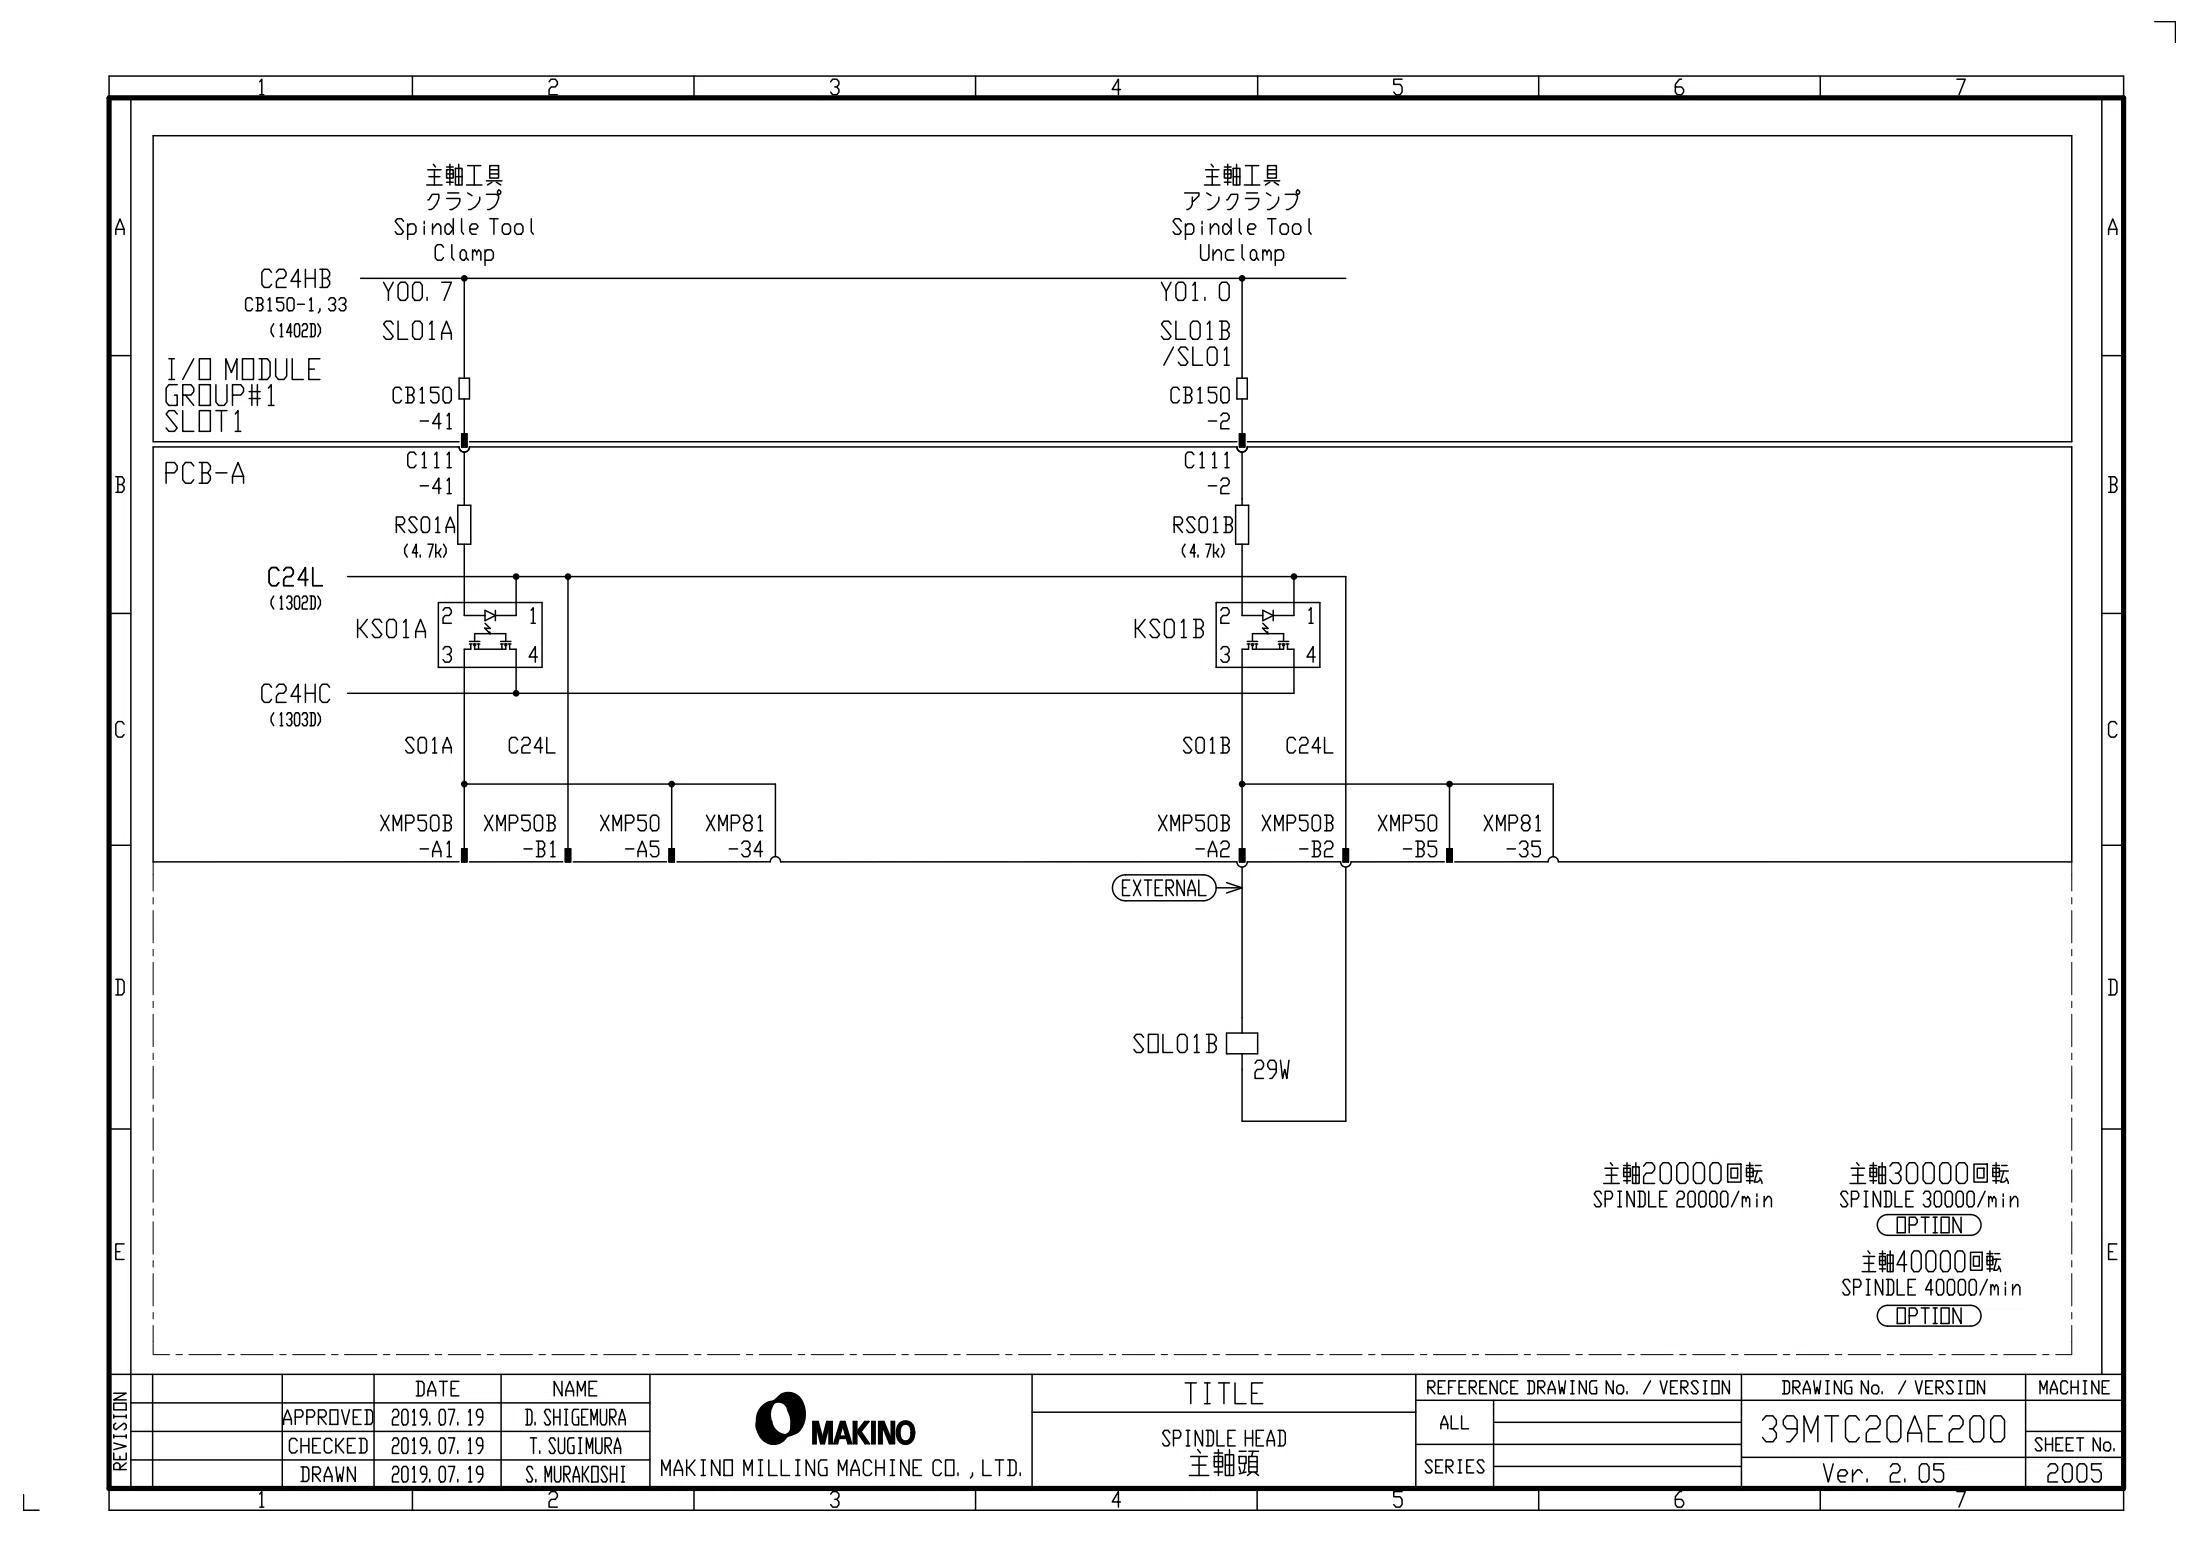 1 2 3 4 5 6 7
A
B
C
D
E
A
B
C
D
E
主軸工具
クランプ
Spindle Tool
Clamp
主軸工具
アンクランプ
Spindle Tool
Unclamp
C24HB
CB150-1,33
(1402D)
Y00.7
SL01A
Y01.0
SL01B
/SL01
I/O MODULE
GROUP#1
SLOT1
CB150
-41
CB150
-2
PCB-A
C111
-41
C111
-2
RS01A
(4.7k)
RS01B
(4.7k)
C24L
(1302D)
KS01A
2 1
3 4
KS01B
2 1
3 4
C24HC
(1303D)
S01A C24L
S01B C24L
XMP50B
-A1
XMP50B
-B1
XMP50
-A5
XMP81
-34
XMP50B
-A2
XMP50B
-B2
XMP50
-B5
XMP81
-35
EXTERNAL
SOL01B
29W
主軸20000回転
SPINDLE 20000/min
主軸30000回転
SPINDLE 30000/min
OPTION
主軸40000回転
SPINDLE 40000/min
OPTION
REVISION
DATE NAME
APPROVED 2019.07.19 D.SHIGEMURA
CHECKED 2019.07.19 T.SUGIMURA
DRAWN 2019.07.19 S.MURAKOSHI
MAKINO
MAKINO MILLING MACHINE CO.,LTD.
TITLE
SPINDLE HEAD
主軸頭
REFERENCE DRAWING No. / VERSION
ALL
SERIES
DRAWING No. / VERSION
39MTC20AE200
Ver. 2.05
MACHINE
SHEET No.
2005
1 2 3 4 5 6 7